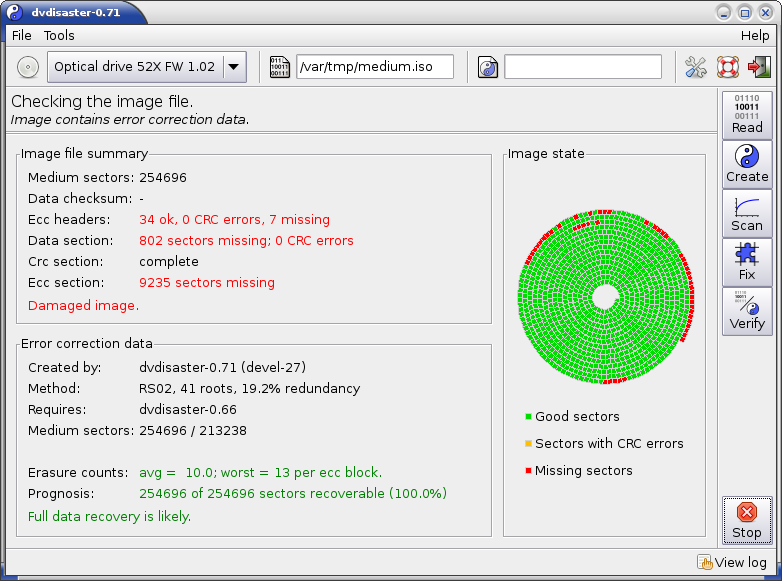 dvdisaster-0.71
File Tools Help
Optical drive 52X FW 1.02
/var/tmp/medium.iso
Checking the image file.
Image contains error correction data.
Image file summary
Medium sectors: 254696
Data checksum: -
Ecc headers: 34 ok, 0 CRC errors, 7 missing
Data section: 802 sectors missing; 0 CRC errors
Crc section: complete
Ecc section: 9235 sectors missing
Damaged image.
Error correction data
Created by: dvdisaster-0.71 (devel-27)
Method: RS02, 41 roots, 19.2% redundancy
Requires: dvdisaster-0.66
Medium sectors: 254696 / 213238
Erasure counts: avg = 10.0; worst = 13 per ecc block.
Prognosis: 254696 of 254696 sectors recoverable (100.0%)
Full data recovery is likely.
Image state
Good sectors
Sectors with CRC errors
Missing sectors
01110
10011
00111
Read
Create
Scan
Fix
Verify
Stop
View log